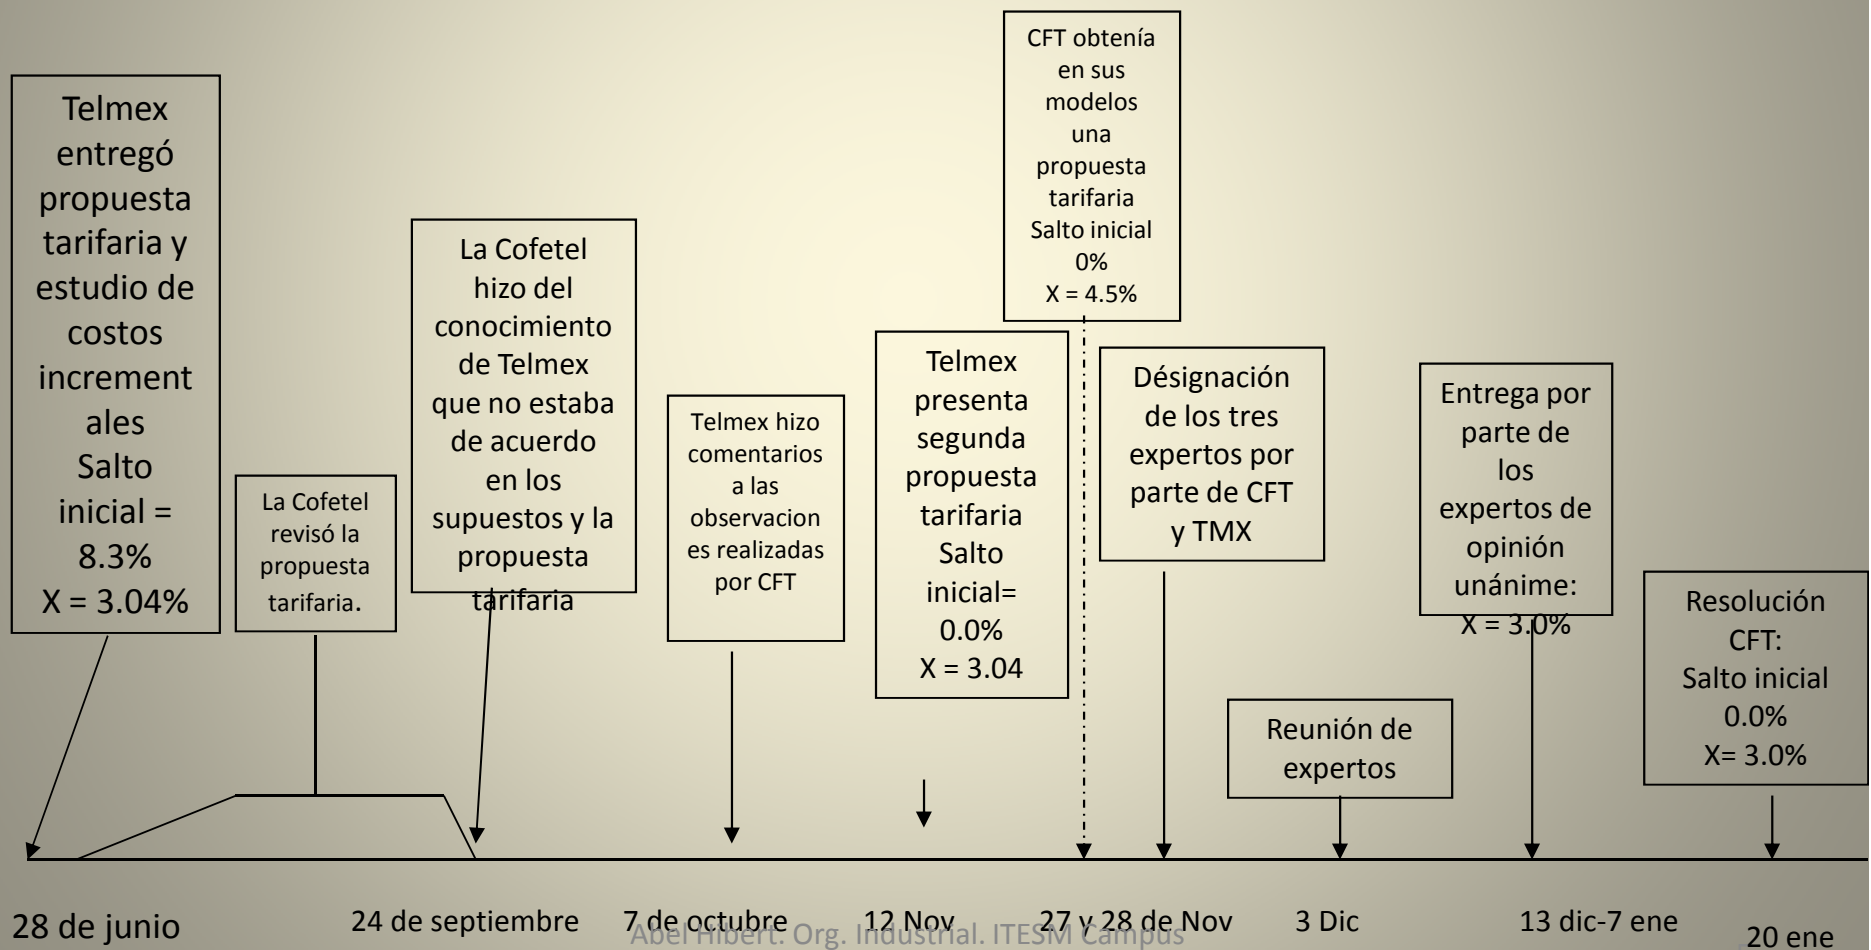 Telmex
entregó
propuesta
tarifaria y
estudio de
costos
increment
ales
Salto
inicial =
8.3%
X = 3.04%
La Cofetel
revisó la
propuesta
tarifaria.
La Cofetel
hizo del
conocimiento
de Telmex
que no estaba
de acuerdo
en los
supuestos y la
propuesta
tarifaria
Telmex hizo
comentarios
a las
observacion
es realizadas
por CFT
Telmex
presenta
segunda
propuesta
tarifaria
Salto
inicial=
0.0%
X = 3.04
CFT obtenía
en sus
modelos
una
propuesta
tarifaria
Salto inicial
0%
X = 4.5%
Désignación
de los tres
expertos por
parte de CFT
y TMX
Reunión de
expertos
Entrega por
parte de
los
expertos de
opinión
unánime:
X = 3.0%
Resolución
CFT:
Salto inicial
0.0%
X= 3.0%
28 de junio
24 de septiembre
7 de octubre
12 Nov
27 y 28 de Nov
3 Dic
13 dic-7 ene
20 ene
Abel Hibert. Org. Industrial. ITESM Campus